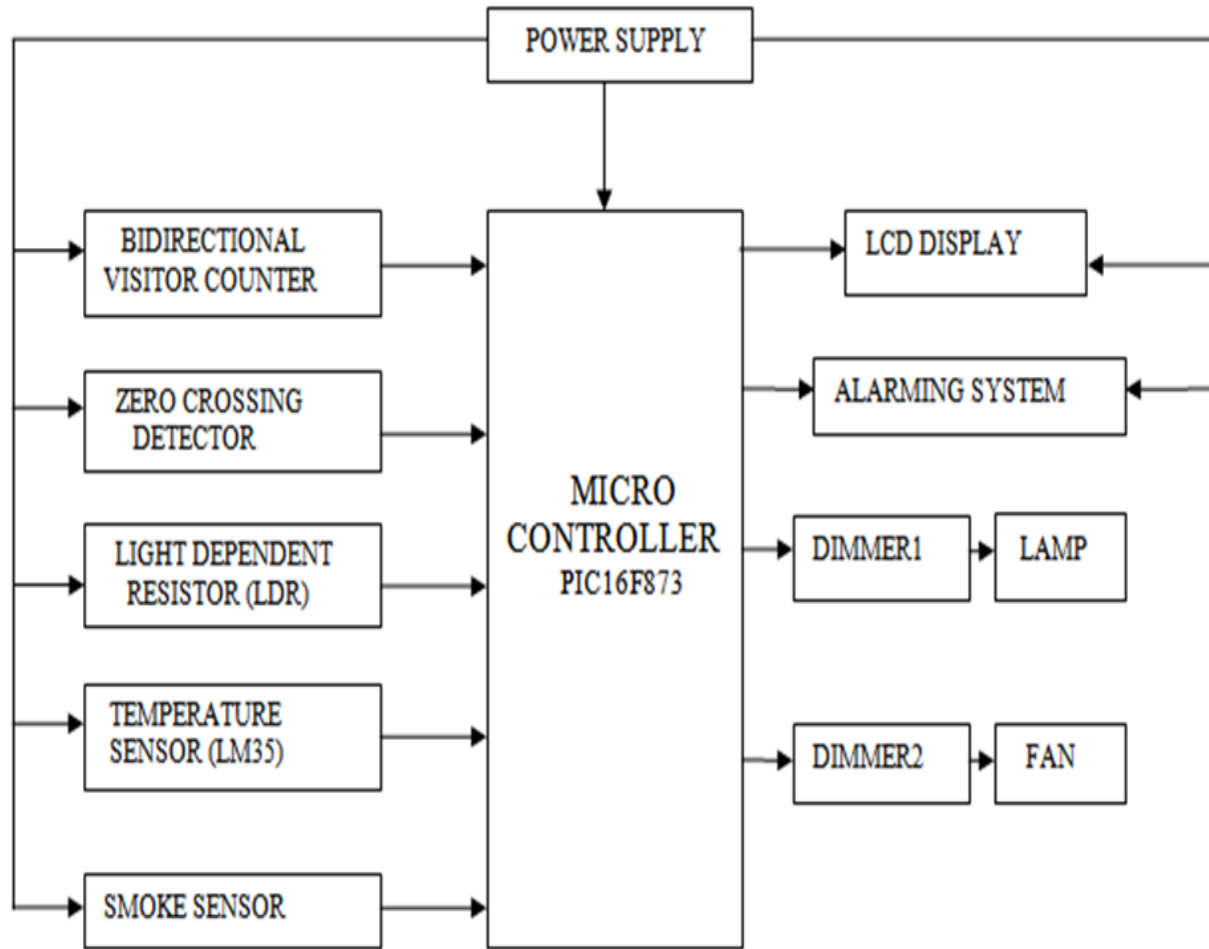 POWER SUPPLY
BIDIRECTIONAL
VISITOR COUNTER
ZERO CROSSING
DETECTOR
LIGHT DEPENDENT
RESISTOR (LDR)
TEMPERATURE
SENSOR (LM35)
SMOKE SENSOR
MICRO
CONTROLLER
PIC16F873
LCD DISPLAY
ALARMING SYSTEM
DIMMER1
LAMP
DIMMER2
FAN